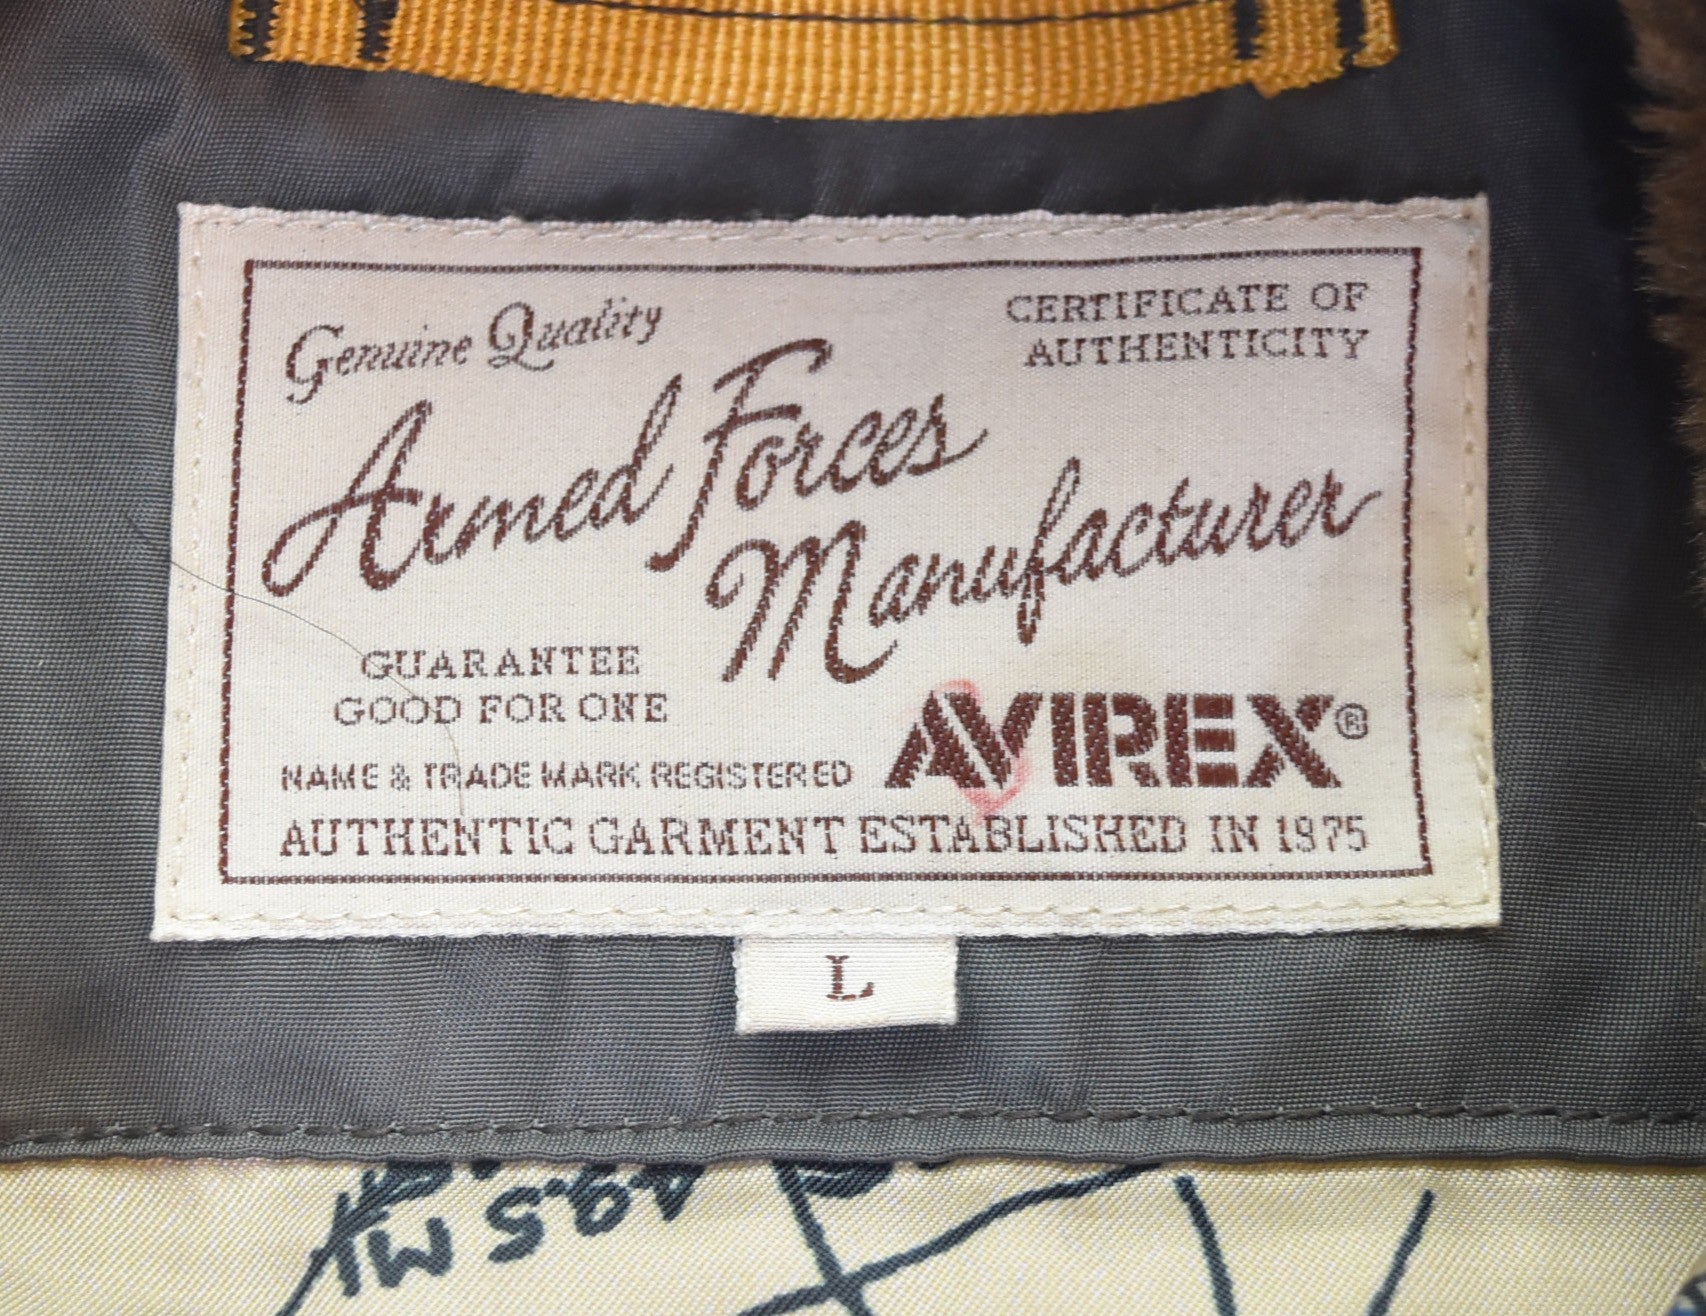 Genuine Quality
CERTIFICATE OF
AUTHENTICITY
Armed Forces
Manufacturer
GUARANTEE
GOOD FOR ONE
NAME & TRADE MARK REGISTERED
AVIREX®
AUTHENTIC GARMENT ESTABLISHED IN 1975
L